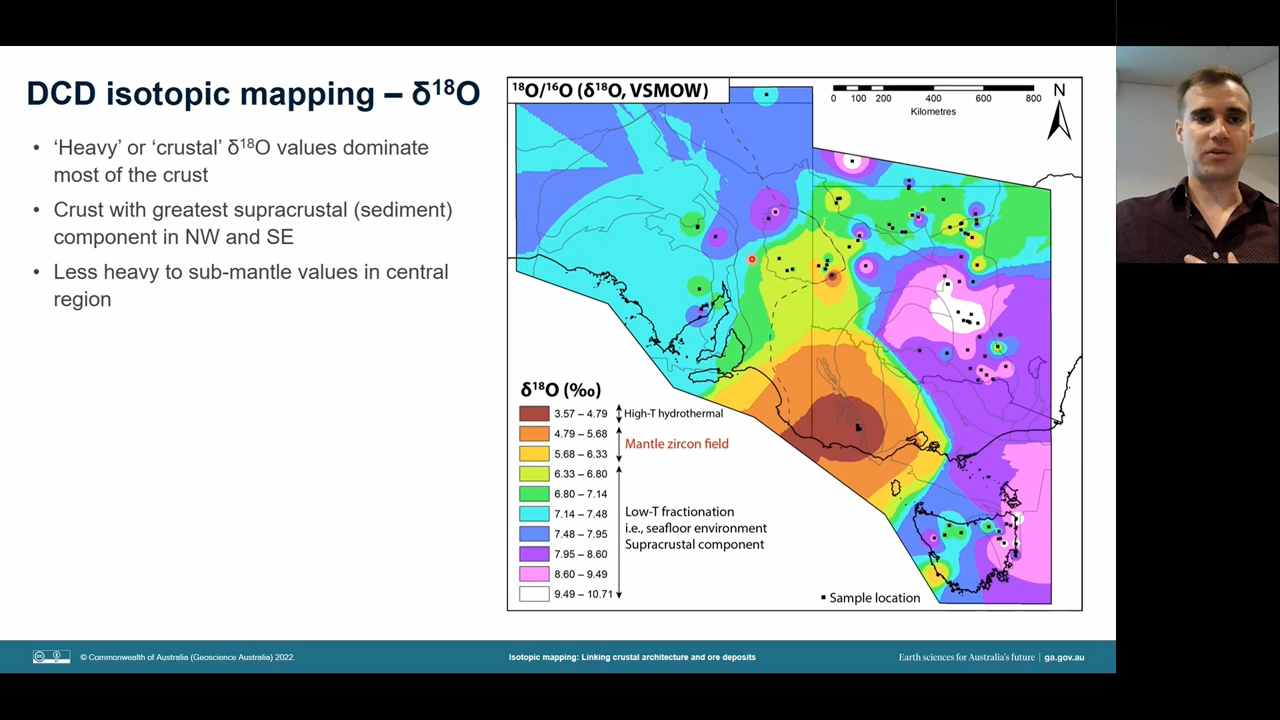 DCD isotopic mapping – δ¹⁸O
• ‘Heavy’ or ‘crustal’ δ¹⁸O values dominate
most of the crust
• Crust with greatest supracrustal (sediment)
component in NW and SE
• Less heavy to sub-mantle values in central
region
¹⁸O/¹⁶O (δ¹⁸O, VSMOW)
0 100 200 400 600 800
Kilometres
N
δ¹⁸O (‰)
3.57 – 4.79 High-T hydrothermal
4.79 – 5.68
Mantle zircon field
5.68 – 6.33
6.33 – 6.80
6.80 – 7.14
7.14 – 7.48 Low-T fractionation
7.48 – 7.95 i.e., seafloor environment
7.95 – 8.60 Supracrustal component
8.60 – 9.49
9.49 – 10.71
Sample location
cc
© Commonwealth of Australia (Geoscience Australia) 2022.
Isotopic mapping: Linking crustal architecture and ore deposits
Earth sciences for Australia’s future | ga.gov.au